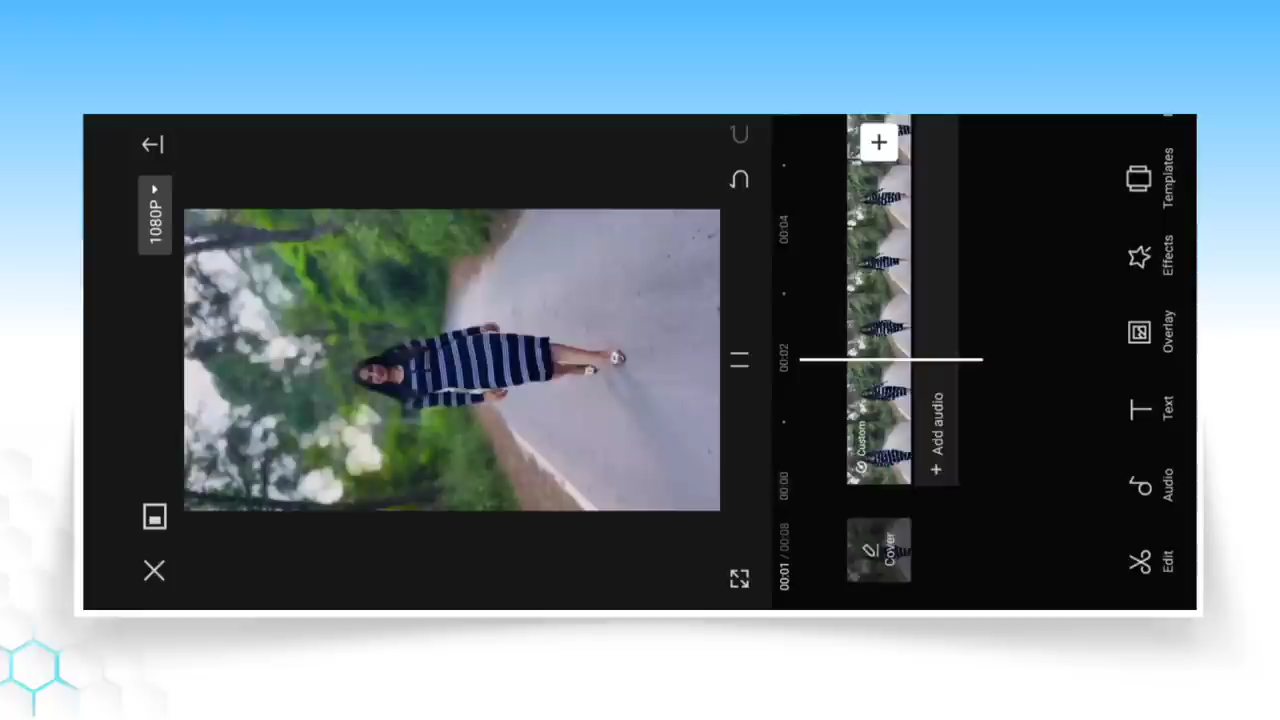 1080P
00:01 / 00:08
00:00
00:02
00:04
Cover
Custom
+ Add audio
Edit
Audio
Text
Overlay
Effects
Templates